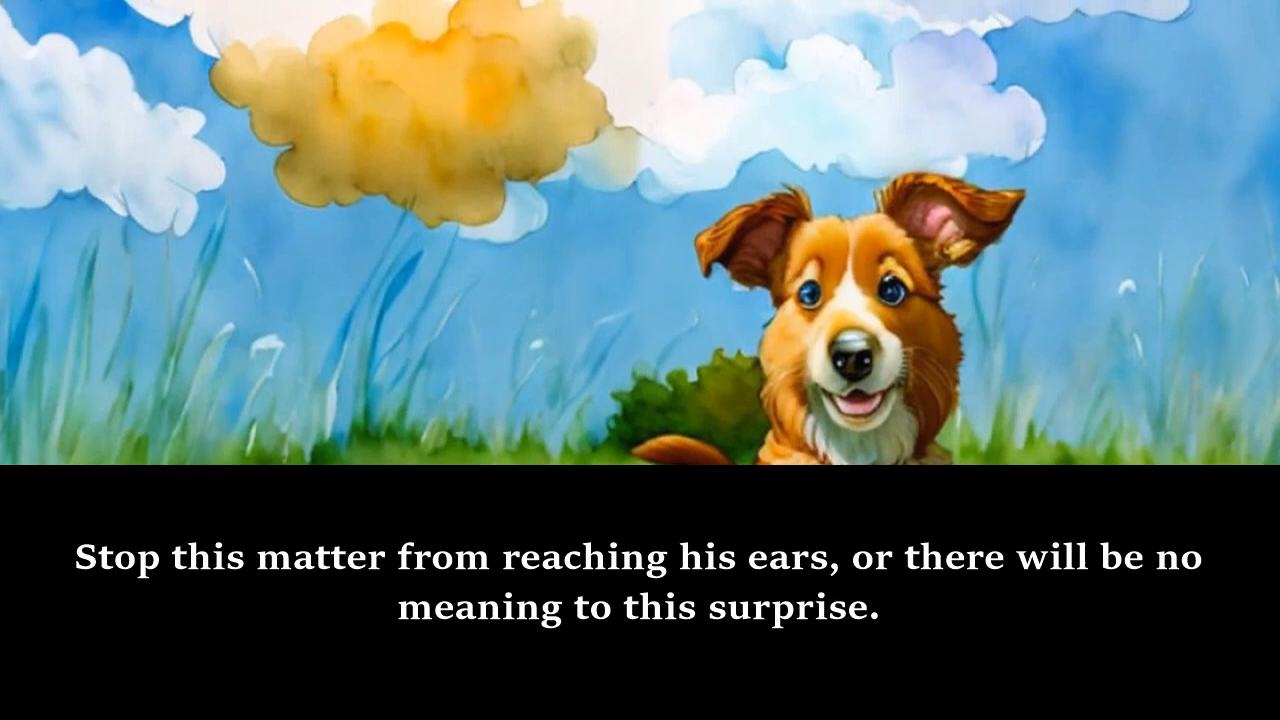 Stop this matter from reaching his ears, or there will be no
meaning to this surprise.